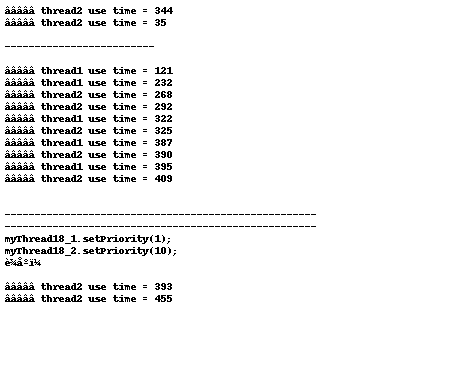 âââââ thread2 use time = 344
âââââ thread2 use time = 35
-------------------------
âââââ thread1 use time = 121
âââââ thread1 use time = 232
âââââ thread2 use time = 268
âââââ thread2 use time = 292
âââââ thread1 use time = 322
âââââ thread2 use time = 325
âââââ thread1 use time = 387
âââââ thread2 use time = 390
âââââ thread1 use time = 395
âââââ thread2 use time = 409
----------------------------------------------------
----------------------------------------------------
myThread18_1.setPriority(1);
myThread18_2.setPriority(10);
è¾åºï¼
âââââ thread2 use time = 393
âââââ thread2 use time = 455